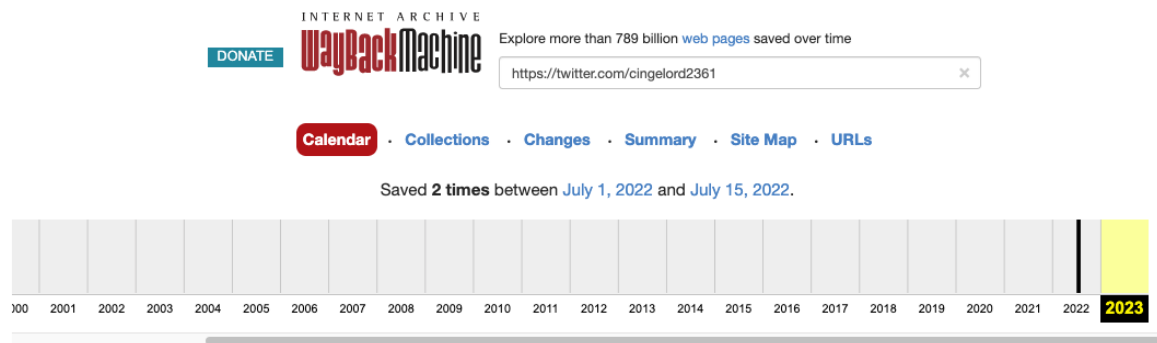 INTERNET ARCHIVE
DONATE
WayBackMachine
Explore more than 789 billion web pages saved over time
https://twitter.com/cingelord2361 ×
Calendar · Collections · Changes · Summary · Site Map · URLs
Saved 2 times between July 1, 2022 and July 15, 2022.
2001 2002 2003 2004 2005 2006 2007 2008 2009 2010 2011 2012 2013 2014 2015 2016 2017 2018 2019 2020 2021 2022 2023